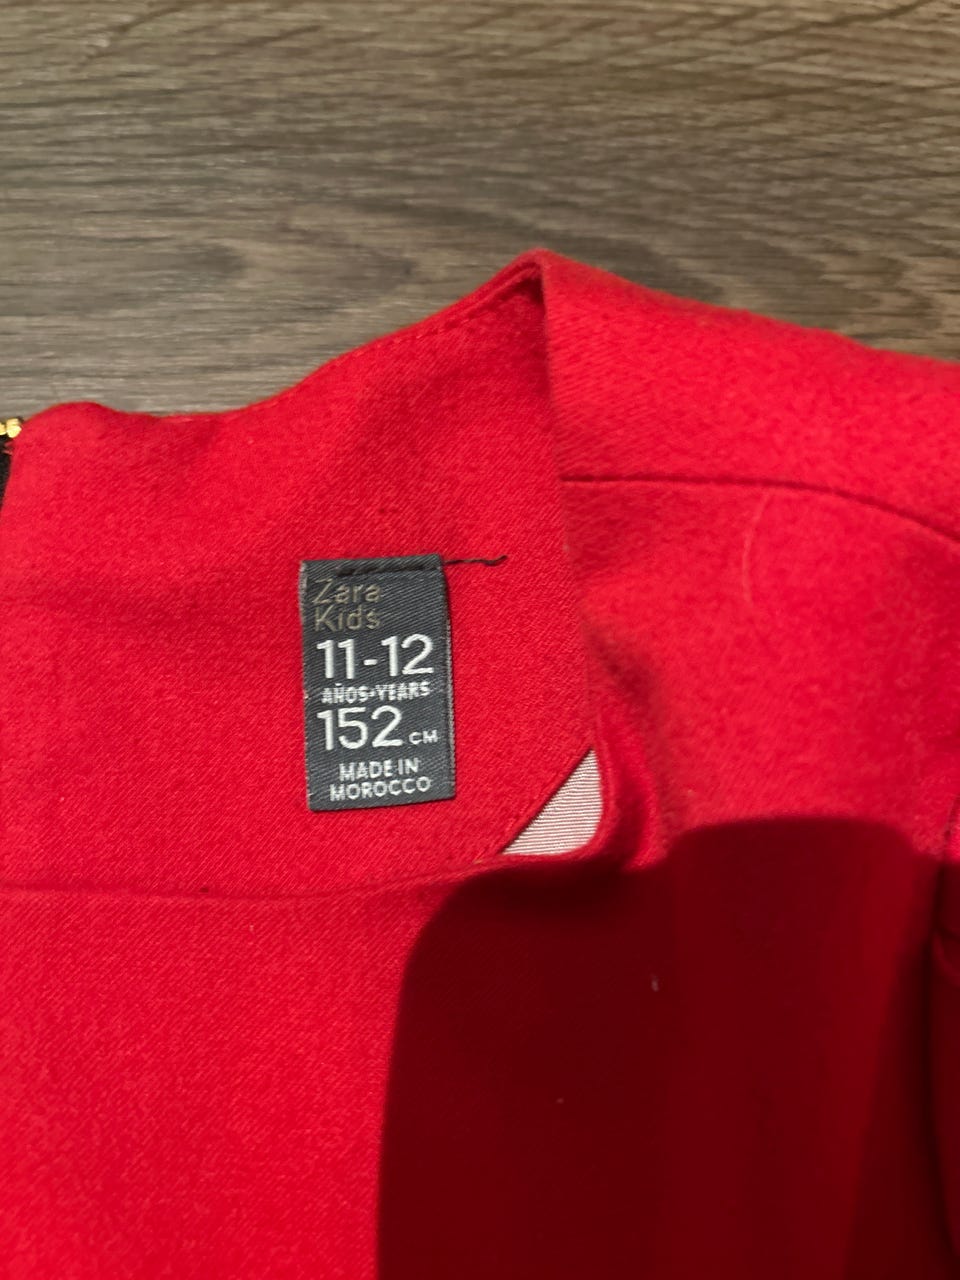 Zara
Kids
11-12
AÑOS-YEARS
152 CM
MADE IN
MOROCCO